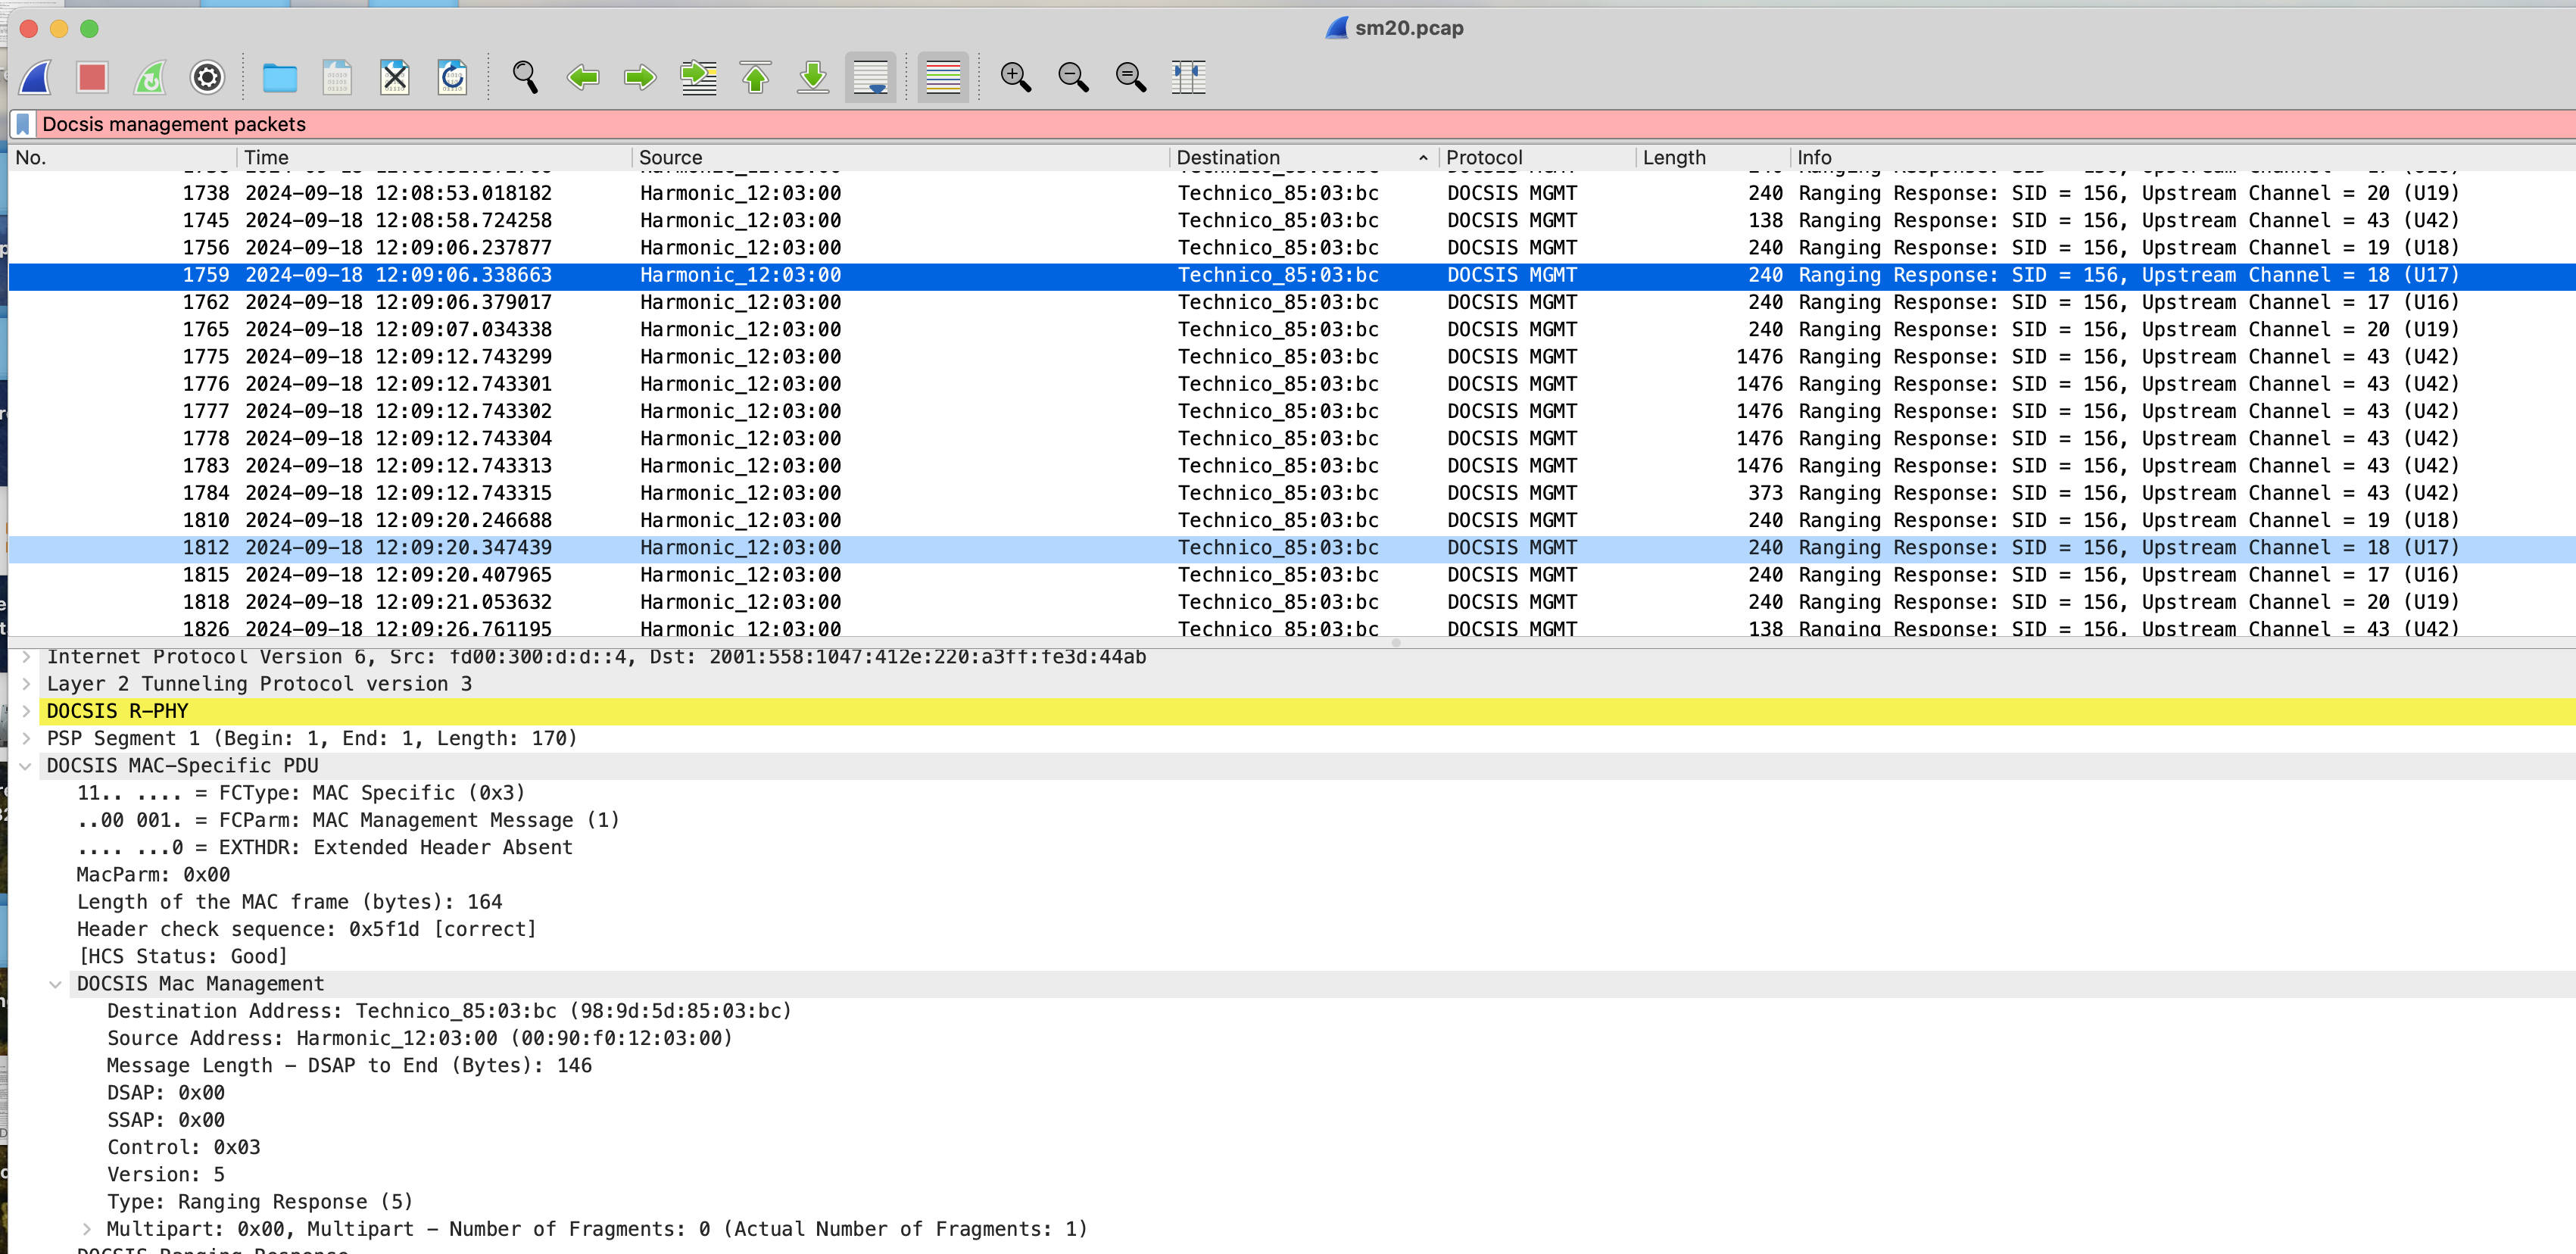 sm20.pcap
Docsis management packets
No. Time Source Destination Protocol Length Info
1738 2024-09-18 12:08:53.018182 Harmonic_12:03:00 Technico_85:03:bc DOCSIS MGMT 240 Ranging Response: SID = 156, Upstream Channel = 20 (U19)
1745 2024-09-18 12:08:58.724258 Harmonic_12:03:00 Technico_85:03:bc DOCSIS MGMT 138 Ranging Response: SID = 156, Upstream Channel = 43 (U42)
1756 2024-09-18 12:09:06.237877 Harmonic_12:03:00 Technico_85:03:bc DOCSIS MGMT 240 Ranging Response: SID = 156, Upstream Channel = 19 (U18)
1759 2024-09-18 12:09:06.338663 Harmonic_12:03:00 Technico_85:03:bc DOCSIS MGMT 240 Ranging Response: SID = 156, Upstream Channel = 18 (U17)
1762 2024-09-18 12:09:06.379017 Harmonic_12:03:00 Technico_85:03:bc DOCSIS MGMT 240 Ranging Response: SID = 156, Upstream Channel = 17 (U16)
1765 2024-09-18 12:09:07.034338 Harmonic_12:03:00 Technico_85:03:bc DOCSIS MGMT 240 Ranging Response: SID = 156, Upstream Channel = 20 (U19)
1775 2024-09-18 12:09:12.743299 Harmonic_12:03:00 Technico_85:03:bc DOCSIS MGMT 1476 Ranging Response: SID = 156, Upstream Channel = 43 (U42)
1776 2024-09-18 12:09:12.743301 Harmonic_12:03:00 Technico_85:03:bc DOCSIS MGMT 1476 Ranging Response: SID = 156, Upstream Channel = 43 (U42)
1777 2024-09-18 12:09:12.743302 Harmonic_12:03:00 Technico_85:03:bc DOCSIS MGMT 1476 Ranging Response: SID = 156, Upstream Channel = 43 (U42)
1778 2024-09-18 12:09:12.743304 Harmonic_12:03:00 Technico_85:03:bc DOCSIS MGMT 1476 Ranging Response: SID = 156, Upstream Channel = 43 (U42)
1783 2024-09-18 12:09:12.743313 Harmonic_12:03:00 Technico_85:03:bc DOCSIS MGMT 1476 Ranging Response: SID = 156, Upstream Channel = 43 (U42)
1784 2024-09-18 12:09:12.743315 Harmonic_12:03:00 Technico_85:03:bc DOCSIS MGMT 373 Ranging Response: SID = 156, Upstream Channel = 43 (U42)
1810 2024-09-18 12:09:20.246688 Harmonic_12:03:00 Technico_85:03:bc DOCSIS MGMT 240 Ranging Response: SID = 156, Upstream Channel = 19 (U18)
1812 2024-09-18 12:09:20.347439 Harmonic_12:03:00 Technico_85:03:bc DOCSIS MGMT 240 Ranging Response: SID = 156, Upstream Channel = 18 (U17)
1815 2024-09-18 12:09:20.407965 Harmonic_12:03:00 Technico_85:03:bc DOCSIS MGMT 240 Ranging Response: SID = 156, Upstream Channel = 17 (U16)
1818 2024-09-18 12:09:21.053632 Harmonic_12:03:00 Technico_85:03:bc DOCSIS MGMT 240 Ranging Response: SID = 156, Upstream Channel = 20 (U19)
1826 2024-09-18 12:09:26.761195 Harmonic_12:03:00 Technico_85:03:bc DOCSIS MGMT 138 Ranging Response: SID = 156, Upstream Channel = 43 (U42)
Internet Protocol Version 6, Src: fd00:300:d:d::4, Dst: 2001:558:1047:412e:220:a3ff:fe3d:44ab
Layer 2 Tunneling Protocol version 3
DOCSIS R-PHY
PSP Segment 1 (Begin: 1, End: 1, Length: 170)
DOCSIS MAC-Specific PDU
11.. .... = FCType: MAC Specific (0x3)
..00 001. = FCParm: MAC Management Message (1)
.... ...0 = EXTHDR: Extended Header Absent
MacParm: 0x00
Length of the MAC frame (bytes): 164
Header check sequence: 0x5f1d [correct]
[HCS Status: Good]
DOCSIS Mac Management
Destination Address: Technico_85:03:bc (98:9d:5d:85:03:bc)
Source Address: Harmonic_12:03:00 (00:90:f0:12:03:00)
Message Length - DSAP to End (Bytes): 146
DSAP: 0x00
SSAP: 0x00
Control: 0x03
Version: 5
Type: Ranging Response (5)
Multipart: 0x00, Multipart - Number of Fragments: 0 (Actual Number of Fragments: 1)
DOCSIS Ranging Response